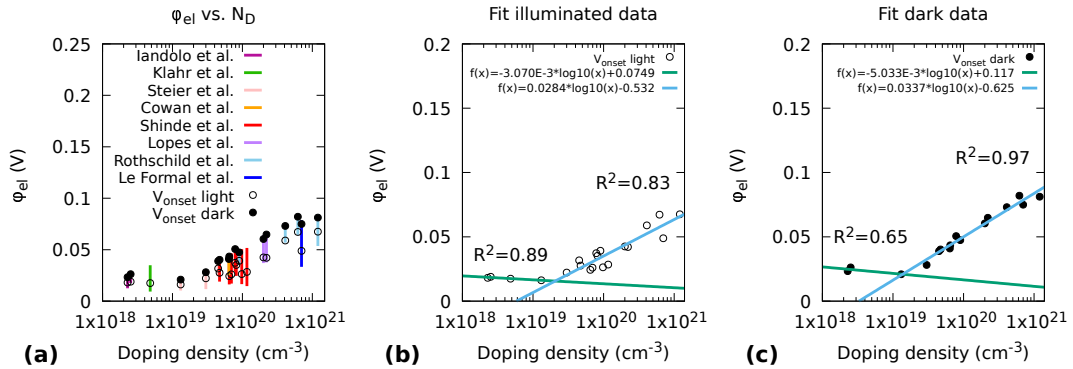 φel vs. N_D
0.25
0.2
0.15
0.1
0.05
0
φel (V)
Iandolo et al.
Klahr et al.
Steier et al.
Cowan et al.
Shinde et al.
Lopes et al.
Rothschild et al.
Le Formal et al.
V_onset light
V_onset dark
1x10^18
1x10^19
1x10^20
1x10^21
Doping density (cm^-3)
(a)
Fit illuminated data
0.2
0.15
0.1
0.05
0
φel (V)
V_onset light
f(x)=-3.070E-3*log10(x)+0.0749
f(x)=0.0284*log10(x)-0.532
R^2=0.83
R^2=0.89
1x10^18
1x10^19
1x10^20
1x10^21
Doping density (cm^-3)
(b)
Fit dark data
0.2
0.15
0.1
0.05
0
φel (V)
V_onset dark
f(x)=-5.033E-3*log10(x)+0.117
f(x)=0.0337*log10(x)-0.625
R^2=0.97
R^2=0.65
1x10^18
1x10^19
1x10^20
1x10^21
Doping density (cm^-3)
(c)